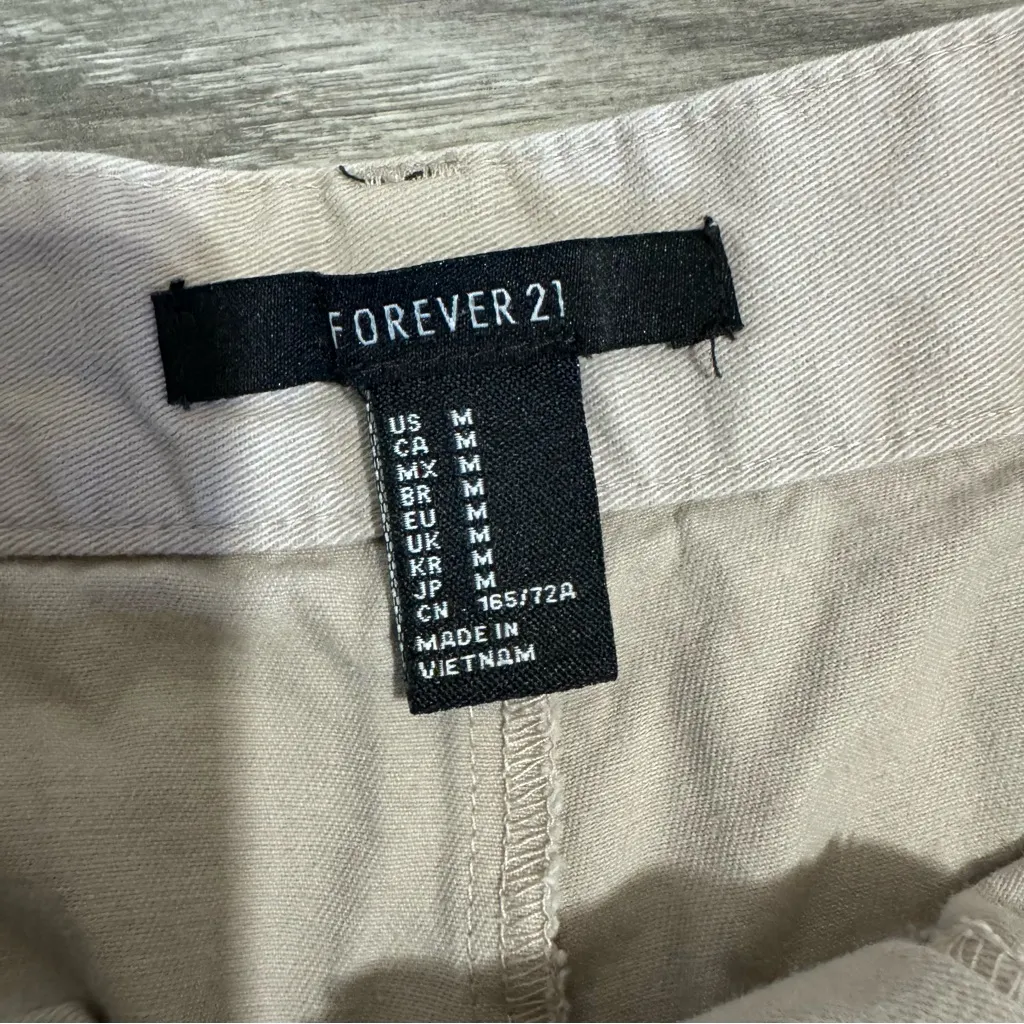 FOREVER 21
US M
CA M
MX M
BR M
EU M
UK M
KR M
JP M
CN 165/72A
MADE IN
VIETNAM